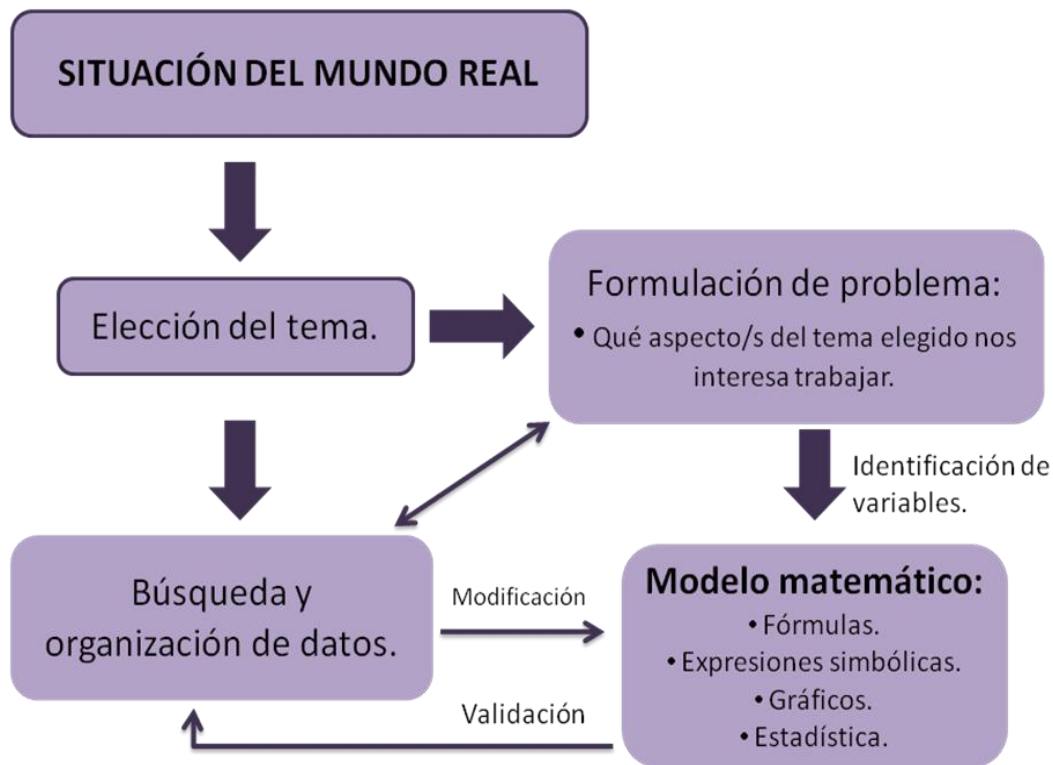 SITUACIÓN DEL MUNDO REAL
Elección del tema.
Formulación de problema:
• Qué aspecto/s del tema elegido nos
interesa trabajar.
Identificación de
variables.
Búsqueda y
organización de datos.
Modificación
Validación
Modelo matemático:
• Fórmulas.
• Expresiones simbólicas.
• Gráficos.
• Estadística.